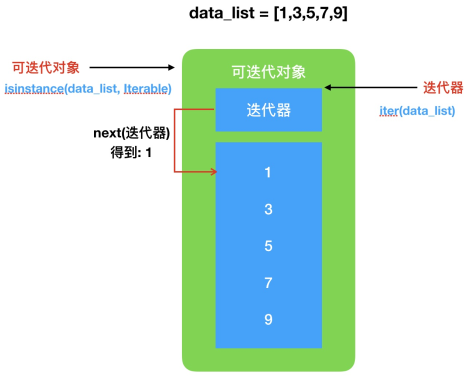 data_list = [1,3,5,7,9]
可迭代对象
isinstance(data_list, Iterable)
可迭代对象
迭代器
迭代器
iter(data_list)
next(迭代器)
得到: 1
1
3
5
7
9